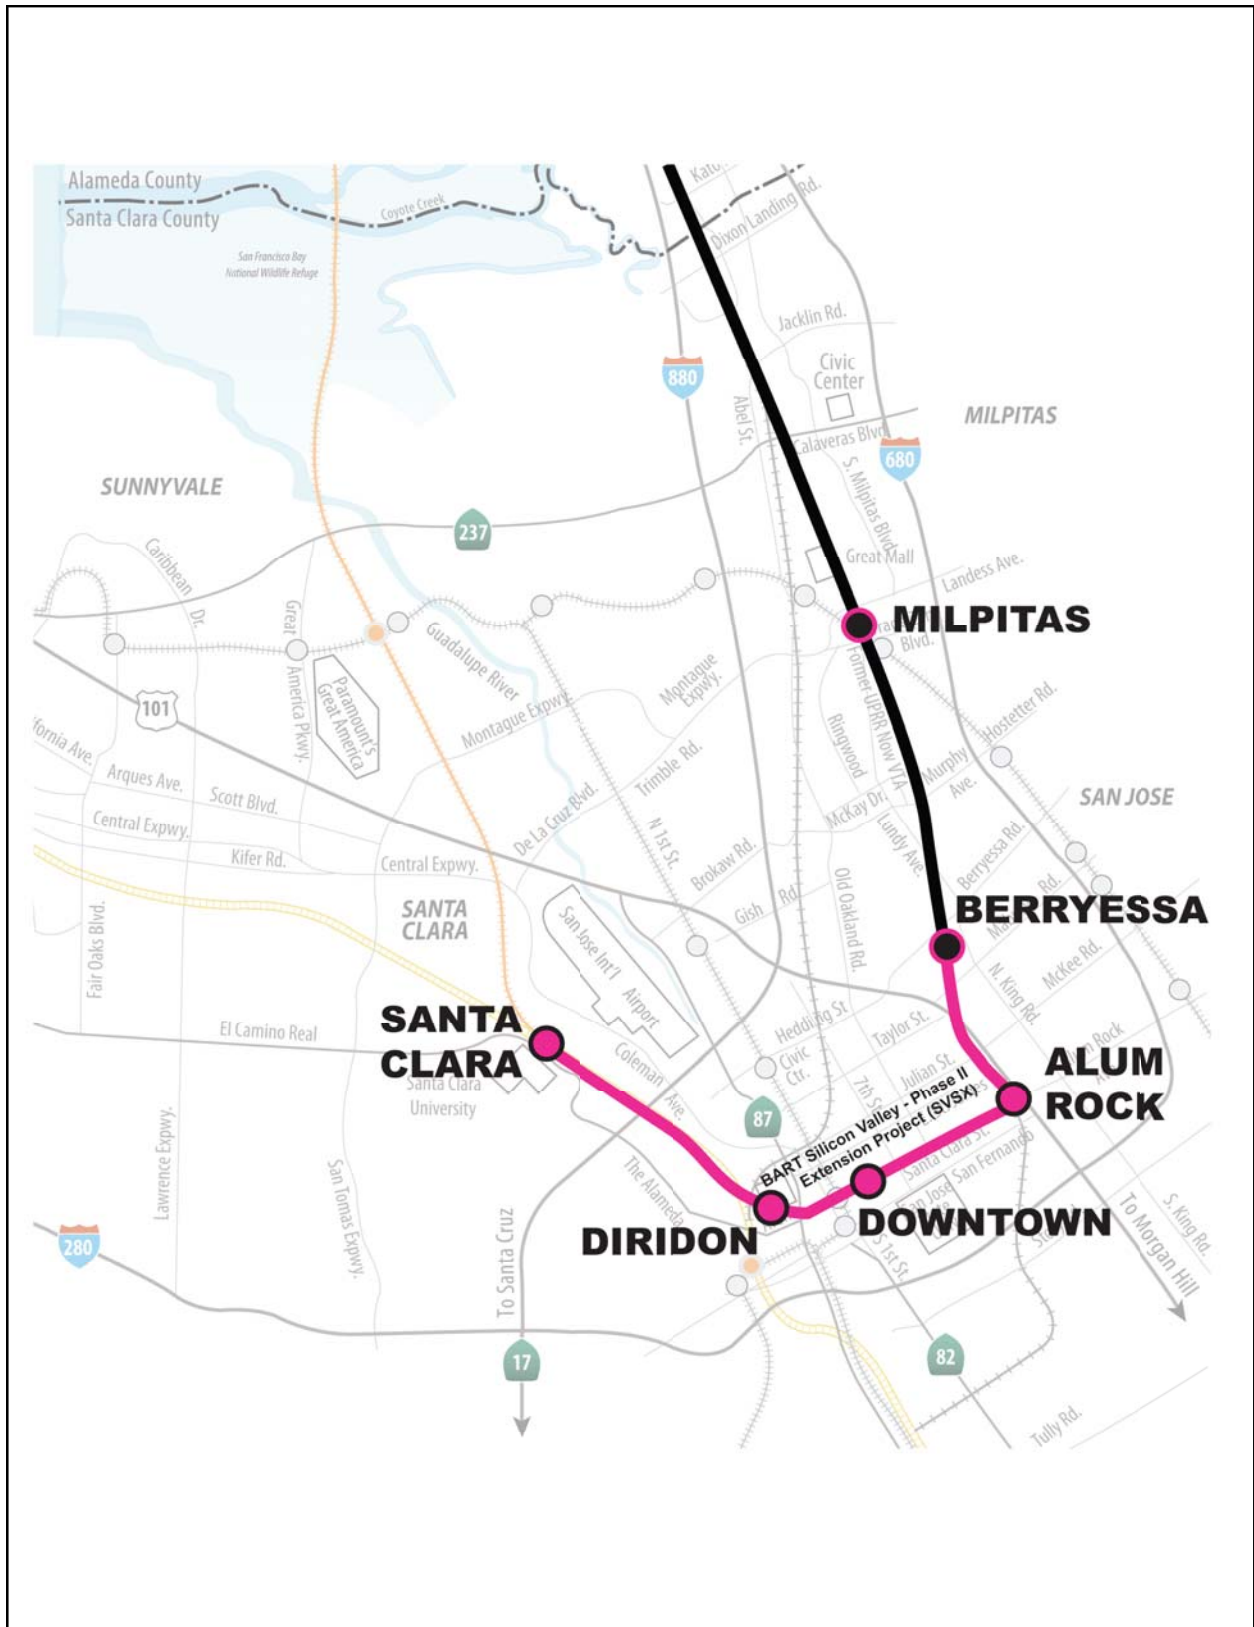 Alameda County
Santa Clara County
Coyote Creek
San Francisco Bay
National Wildlife Refuge
Dixon Landing Rd.
Jacklin Rd.
Civic
Center
880
Abel St.
MILPITAS
Calaveras Blvd.
680
S. Milpitas Blvd.
SUNNYVALE
237
Great Mall
Landess Ave.
Caribbean Dr.
Great
America Pkwy.
Guadalupe River
MILPITAS
Blvd.
Former UPRR Now VTA
Paramount's
Great America
101
Montague
Expwy.
Montague Expwy.
Hostetter Rd.
Ringwood
Murphy
Ave.
Trimble Rd.
Arques Ave.
Scott Blvd.
SAN JOSE
De La Cruz Blvd.
McKay Dr.
Central Expwy.
N 1st St.
Lundy Ave.
Berryessa Rd.
Kifer Rd.
Central Expwy.
Brokaw Rd.
Old Oakland Rd.
Gish Rd.
SANTA
CLARA
San Jose Int'l
Airport
BERRYESSA
Rd.
Fair Oaks Blvd.
McKee Rd.
N. King Rd.
El Camino Real
SANTA
CLARA
Hedding St
Taylor St.
Coleman Ave.
Civic
Ctr.
Julian St.
ALUM
ROCK
Santa Clara
University
7th St
87
BART Silicon Valley - Phase II
Extension Project (SVSX)
Lawrence Expwy.
San Tomas Expwy.
The Alameda
Santa Clara St.
San Fernando
San Jose
DOWNTOWN
DIRIDON
To Santa Cruz
S 1st St.
To Morgan Hill
S. King Rd.
280
17
82
Tully Rd.